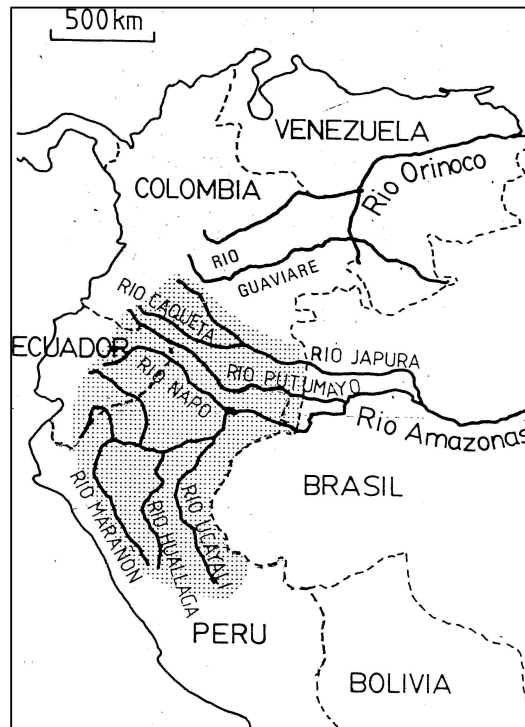 500km
VENEZUELA
Rio Orinoco
COLOMBIA
RIO
GUAVIARE
RIO CAQUETA
RIO JAPURA
ECUADOR
RIO PUTUMAYO
RIO NAPO
Rio Amazonas
BRASIL
RIO MARAÑON
RIO HUALLAGA
RIO UCAYALI
PERU
BOLIVIA